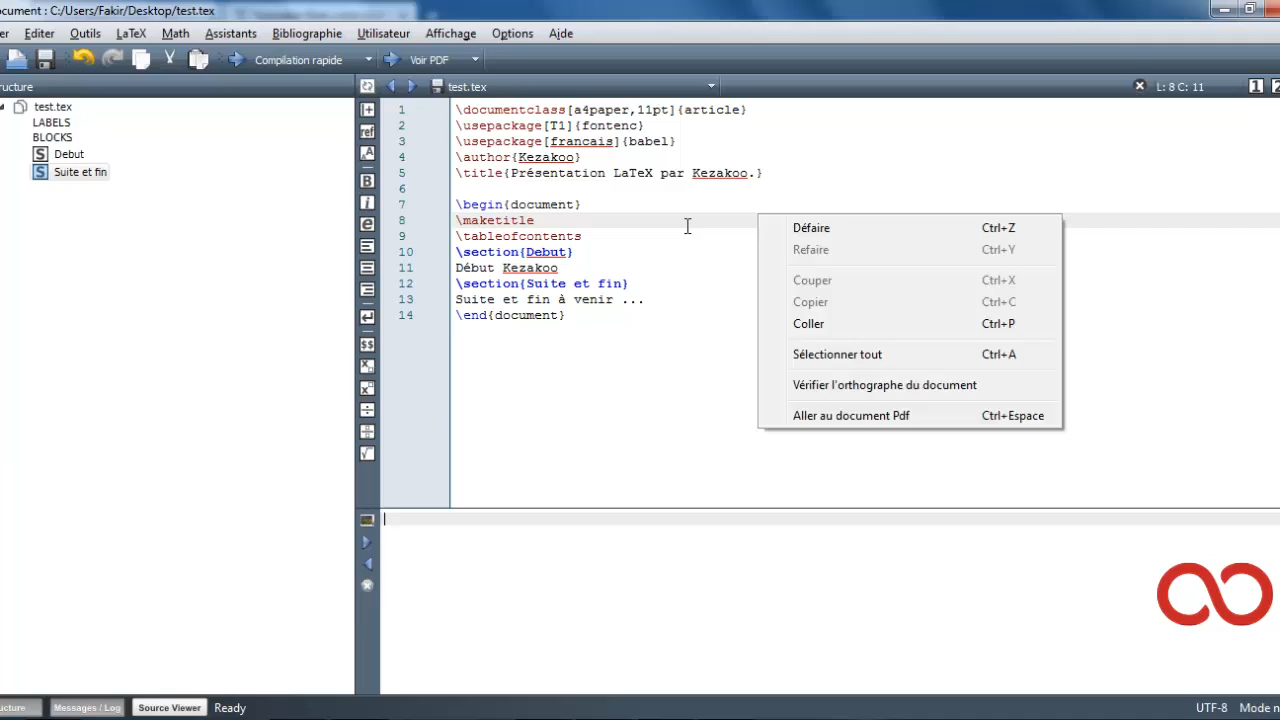 ocument : C:/Users/Fakir/Desktop/test.tex
er Editer Outils LaTeX Math Assistants Bibliographie Utilisateur Affichage Options Aide
Compilation rapide Voir PDF
ructure
test.tex
L: 8 C: 11
1 2
test.tex
LABELS
BLOCKS
S Debut
S Suite et fin
1 \documentclass[a4paper,11pt]{article}
2 \usepackage[T1]{fontenc}
3 \usepackage[francais]{babel}
4 \author{Kezakoo}
5 \title{Présentation LaTeX par Kezakoo.}
6
7 \begin{document}
8 \maketitle
9 \tableofcontents
10 \section{Debut}
11 Début Kezakoo
12 \section{Suite et fin}
13 Suite et fin à venir ...
14 \end{document}
ref
A
B
i
e
$$
Défaire Ctrl+Z
Refaire Ctrl+Y
Couper Ctrl+X
Copier Ctrl+C
Coller Ctrl+P
Sélectionner tout Ctrl+A
Vérifier l'orthographe du document
Aller au document Pdf Ctrl+Espace
ucture Messages / Log Source Viewer Ready
UTF-8 Mode n